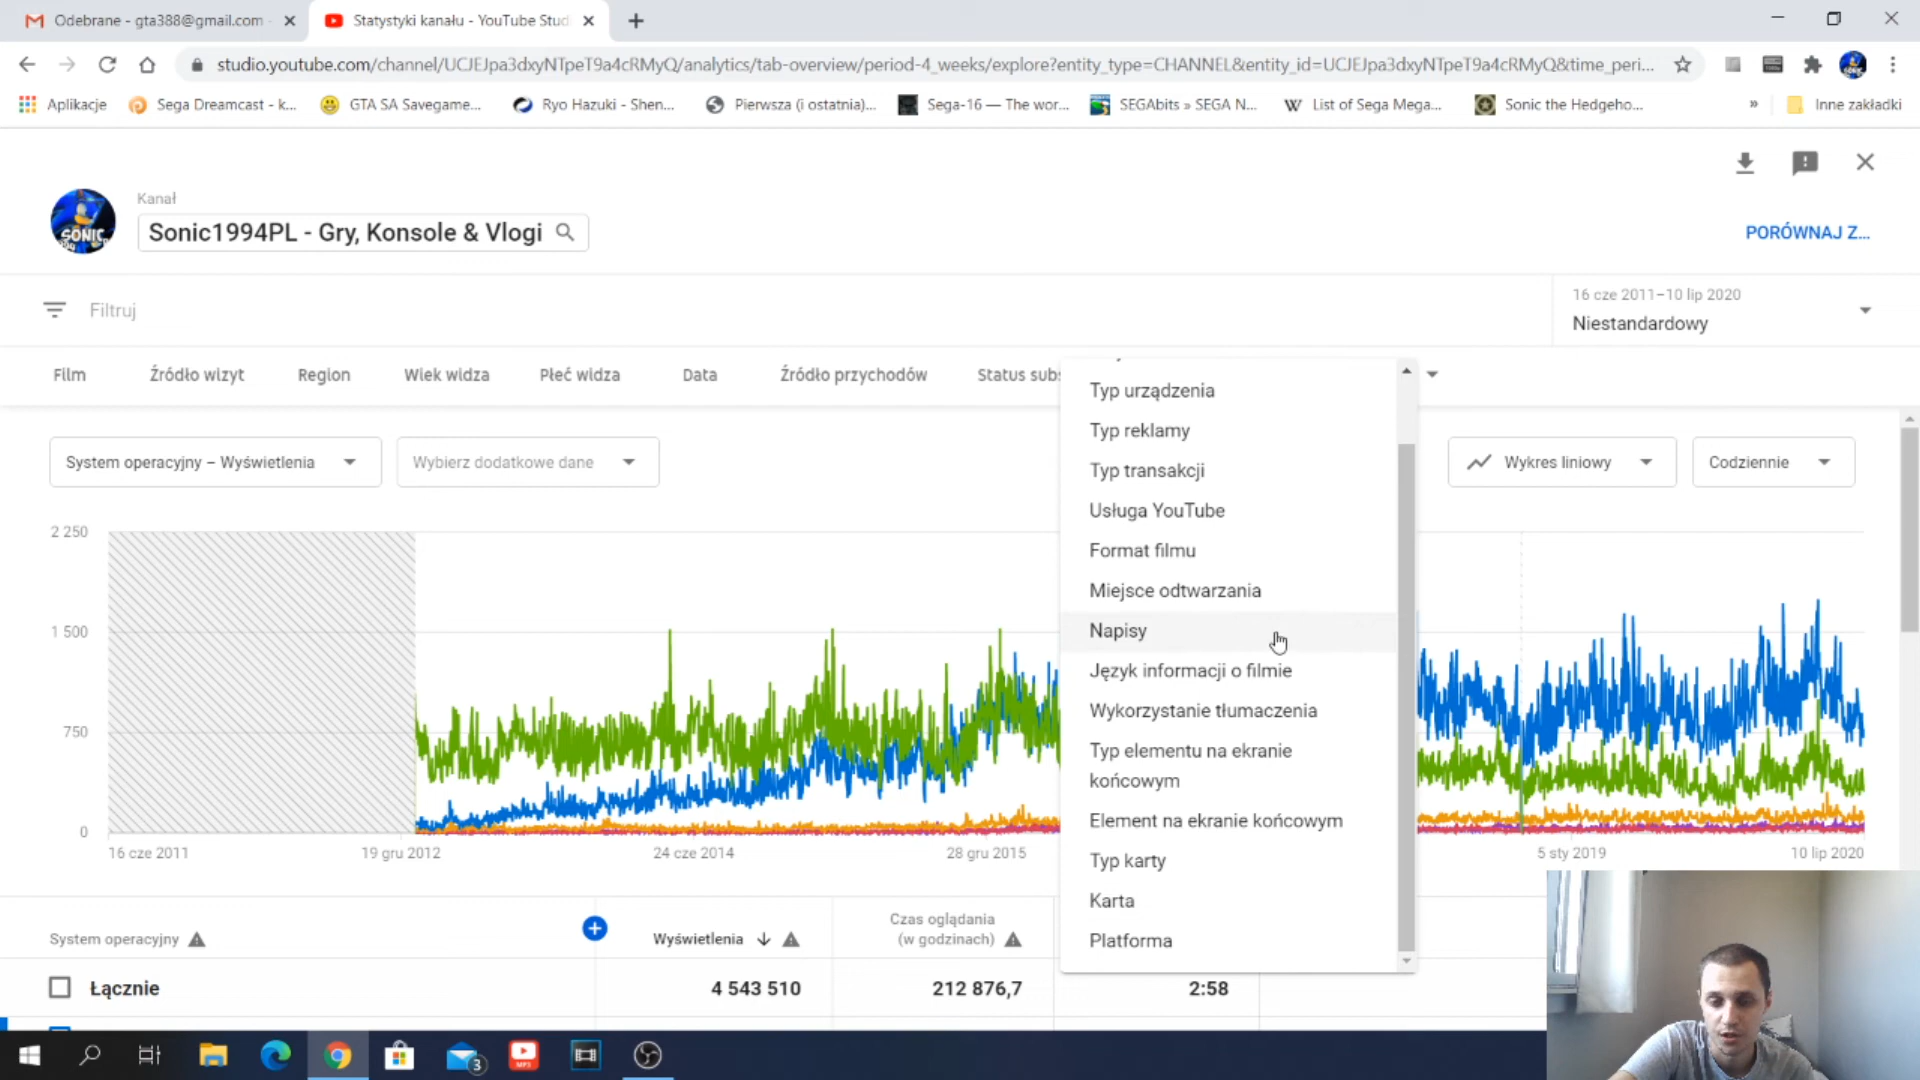 Odebrane - gta388@gmail.com -
Statystyki kanału - YouTube Studi
studio.youtube.com/channel/UCJEJpa3dxyNTpeT9a4cRMyQ/analytics/tab-overview/period-4_weeks/explore?entity_type=CHANNEL&entity_id=UCJEJpa3dxyNTpeT9a4cRMyQ&time_peri...
Aplikacje
Sega Dreamcast - k...
GTA SA Savegame...
Ryo Hazuki - Shen...
Pierwsza (i ostatnia)...
Sega-16 — The wor...
SEGAbits » SEGA N...
List of Sega Mega...
Sonic the Hedgeho...
»
Inne zakładki
SONIC
Kanał
Sonic1994PL - Gry, Konsole & Vlogi
PORÓWNAJ Z...
Filtruj
16 cze 2011–10 lip 2020
Niestandardowy
Film
Źródło wizyt
Region
Wiek widza
Płeć widza
Data
Źródło przychodów
Status subs
Typ urządzenia
Typ reklamy
Typ transakcji
Usługa YouTube
Format filmu
Miejsce odtwarzania
Napisy
Język informacji o filmie
Wykorzystanie tłumaczenia
Typ elementu na ekranie
końcowym
Element na ekranie końcowym
Typ karty
Karta
Platforma
System operacyjny – Wyświetlenia
Wybierz dodatkowe dane
Wykres liniowy
Codziennie
2 250
1 500
750
0
16 cze 2011
19 gru 2012
24 cze 2014
28 gru 2015
5 sty 2019
10 lip 2020
System operacyjny
Wyświetlenia
Czas oglądania
(w godzinach)
Łącznie
4 543 510
212 876,7
2:58
MP3
3